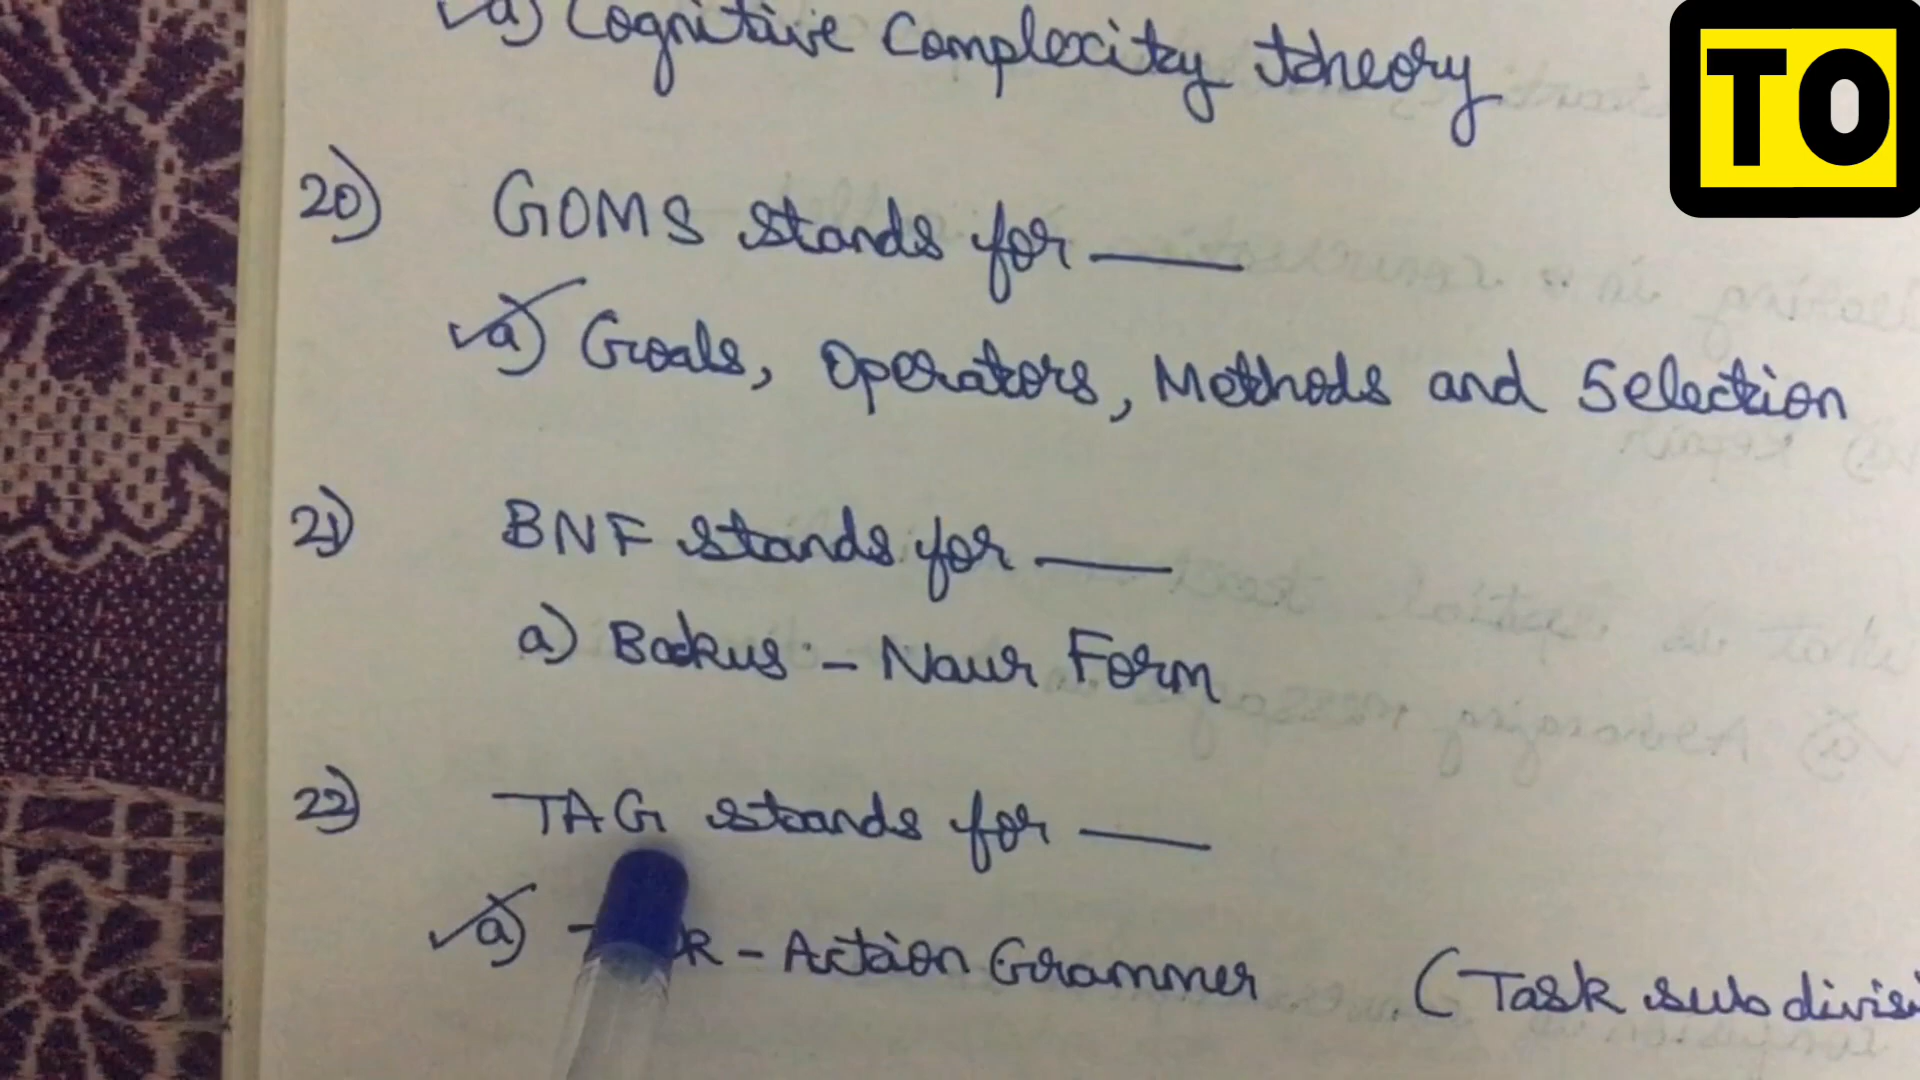 a) Cognitive Complexity theory
TO
20) GOMS stands for ___
a) Goals, Operators, Methods and Selection
21) BNF stands for ___
a) Backus - Naur Form
22) TAG stands for ___
a) - Action Grammer (Task sub divisi